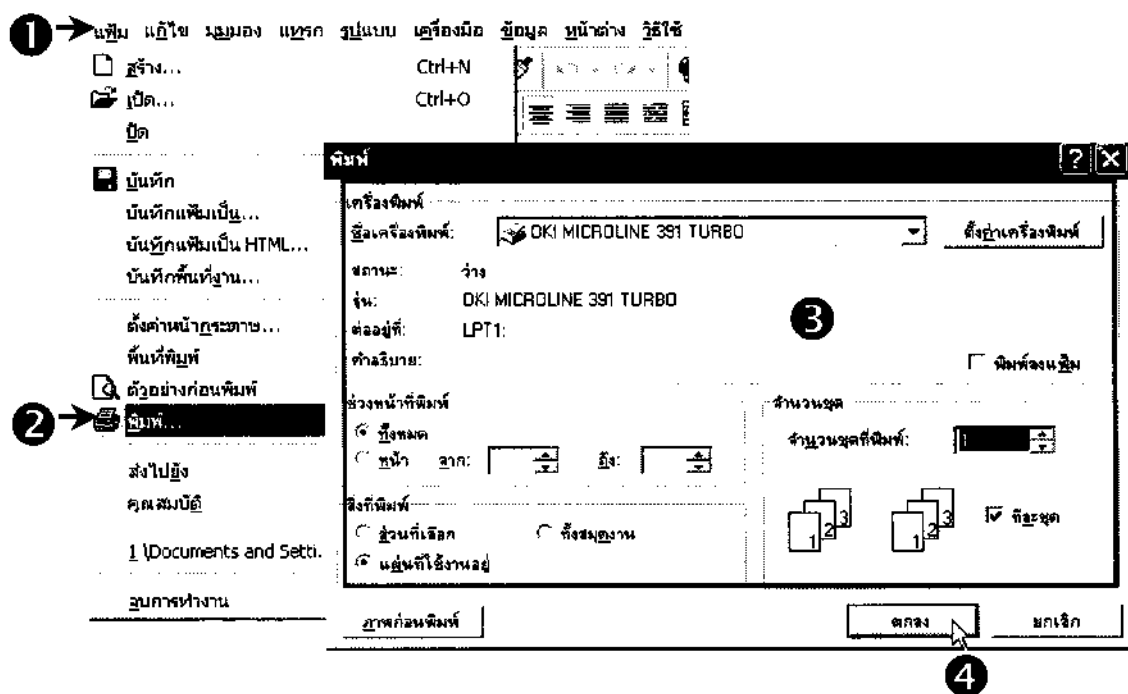 ❶ แฟ้ม แก้ไข มุมมอง แทรก รูปแบบ เครื่องมือ ข้อมูล หน้าต่าง วิธีใช้
สร้าง... Ctrl+N
เปิด... Ctrl+O
ปิด
บันทึก
บันทึกแฟ้มเป็น...
บันทึกแฟ้มเป็น HTML...
บันทึกพื้นที่งาน...
ตั้งค่าหน้ากระดาษ...
พื้นที่พิมพ์
ตัวอย่างก่อนพิมพ์
❷ พิมพ์...
ส่งไปยัง
คุณสมบัติ
1 \Documents and Setti.
จบการทำงาน
พิมพ์ ? X
เครื่องพิมพ์
ชื่อเครื่องพิมพ์: OKI MICROLINE 391 TURBO ตั้งค่าเครื่องพิมพ์
สถานะ: ว่าง
รุ่น: OKI MICROLINE 391 TURBO
ต่ออยู่ที่: LPT1:
คำอธิบาย:
❸
พิมพ์ลงแฟ้ม
ช่วงหน้าที่พิมพ์
ทั้งหมด
หน้า จาก: ถึง:
สิ่งที่พิมพ์
ส่วนที่เลือก ทั้งสมุดงาน
แผ่นที่ใช้งานอยู่
จำนวนชุด
จำนวนชุดที่พิมพ์: 1
1 2 3 1 2 3 ทีละชุด
ภาพก่อนพิมพ์ ตกลง ยกเลิก
❹